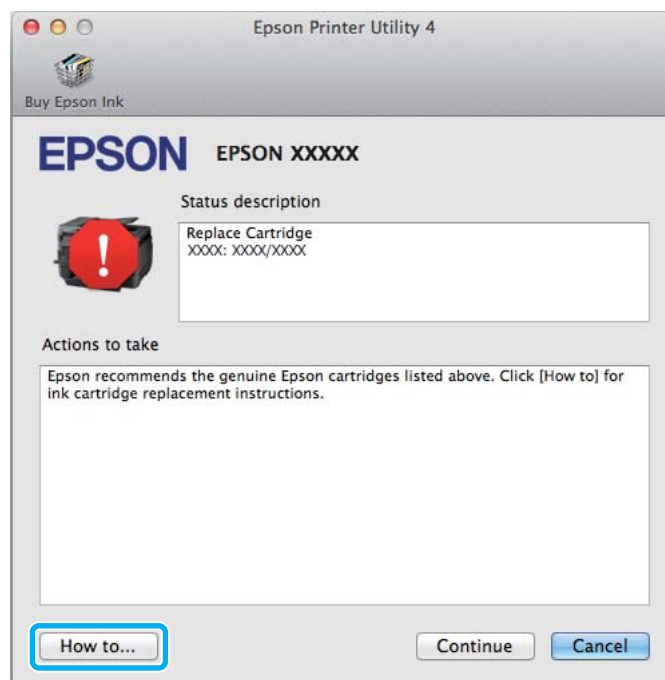 Epson Printer Utility 4
Buy Epson Ink
EPSON EPSON XXXXX
Status description
Replace Cartridge
XXXX: XXXX/XXXX
!
Actions to take
Epson recommends the genuine Epson cartridges listed above. Click [How to] for
ink cartridge replacement instructions.
How to... Continue Cancel